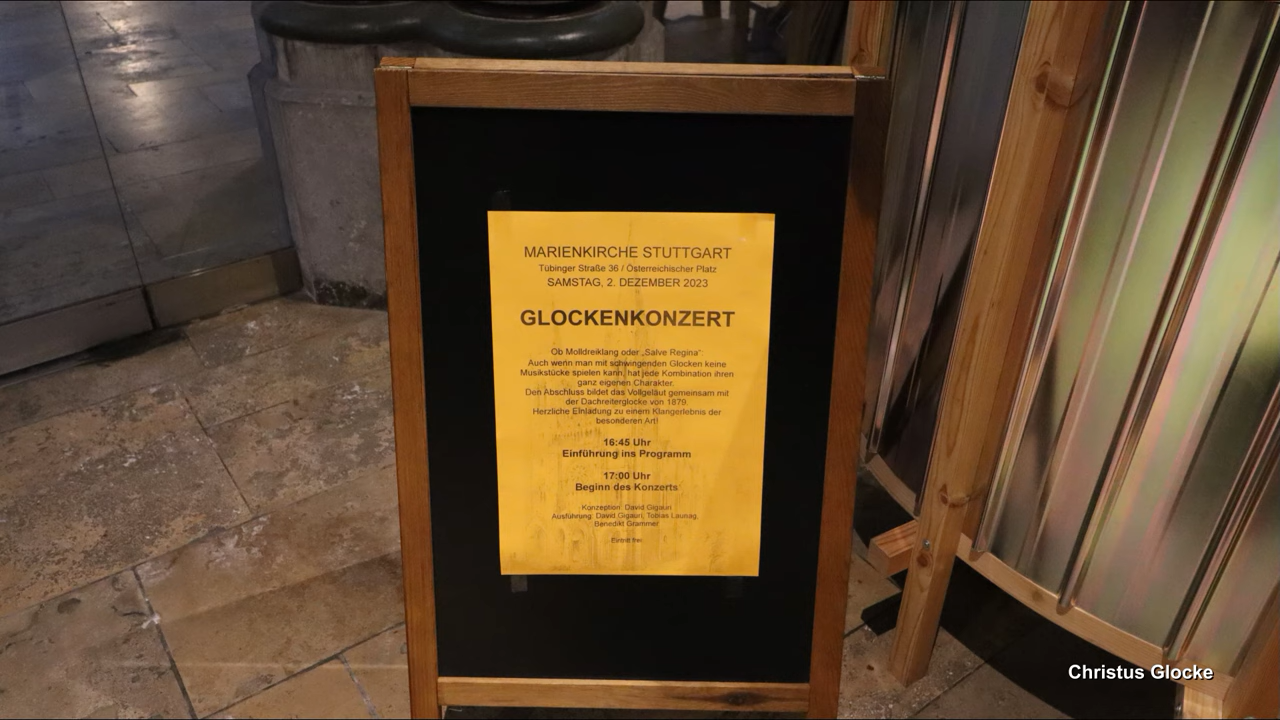 MARIENKIRCHE STUTTGART
Tübinger Straße 36 / Österreichischer Platz
SAMSTAG, 2. DEZEMBER 2023
GLOCKENKONZERT
Ob Molldreiklang oder „Salve Regina“:
Auch wenn man mit schwingenden Glocken keine
Musikstücke spielen kann, hat jede Kombination ihren
ganz eigenen Charakter.
Den Abschluss bildet das Vollgeläut gemeinsam mit
der Dachreiterglocke von 1879.
Herzliche Einladung zu einem Klangerlebnis der
besonderen Art!
16:45 Uhr
Einführung ins Programm
17:00 Uhr
Beginn des Konzerts
Konzeption: David Gigauri
Ausführung: David Gigauri, Tobias Launag,
Benedikt Grammer
Eintritt frei
Christus Glocke